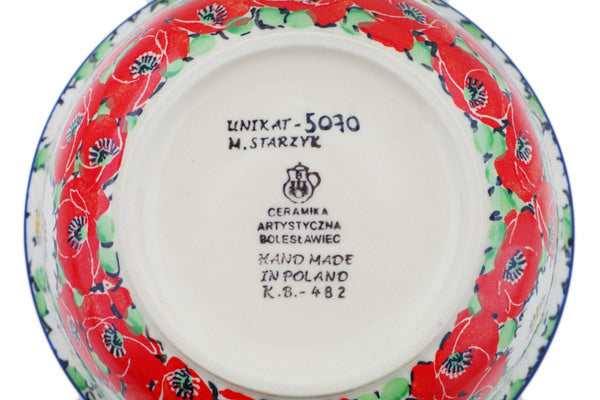 UNIKAT-5070
M.STARZYK
B
CERAMIKA
ARTYSTYCZNA
BOLESŁAWIEC
HAND MADE
IN POLAND
K.B.-482